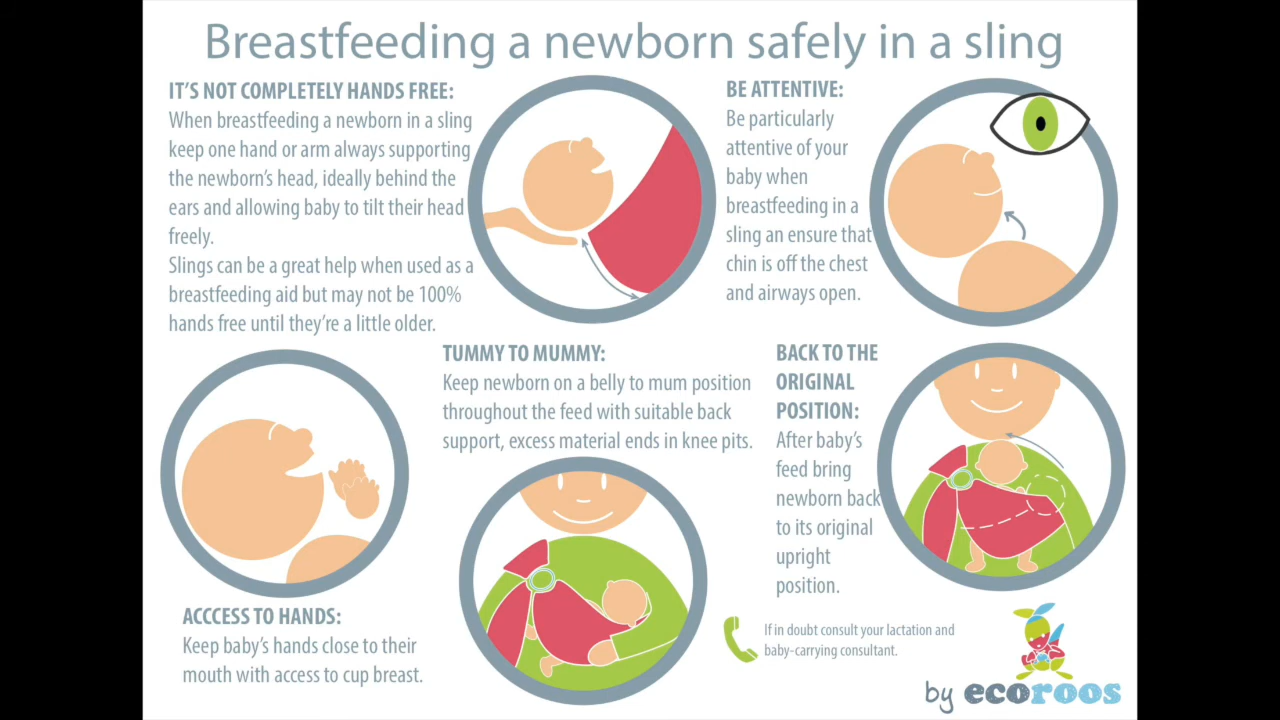 Breastfeeding a newborn safely in a sling
IT'S NOT COMPLETELY HANDS FREE:
When breastfeeding a newborn in a sling
keep one hand or arm always supporting
the newborn's head, ideally behind the
ears and allowing baby to tilt their head
freely.
Slings can be a great help when used as a
breastfeeding aid but may not be 100%
hands free until they're a little older.
BE ATTENTIVE:
Be particularly
attentive of your
baby when
breastfeeding in a
sling an ensure that
chin is off the chest
and airways open.
ACCCESS TO HANDS:
Keep baby's hands close to their
mouth with access to cup breast.
TUMMY TO MUMMY:
Keep newborn on a belly to mum position
throughout the feed with suitable back
support, excess material ends in knee pits.
BACK TO THE
ORIGINAL
POSITION:
After baby's
feed bring
newborn back
to its original
upright
position.
If in doubt consult your lactation and
baby-carrying consultant.
by ecoroos